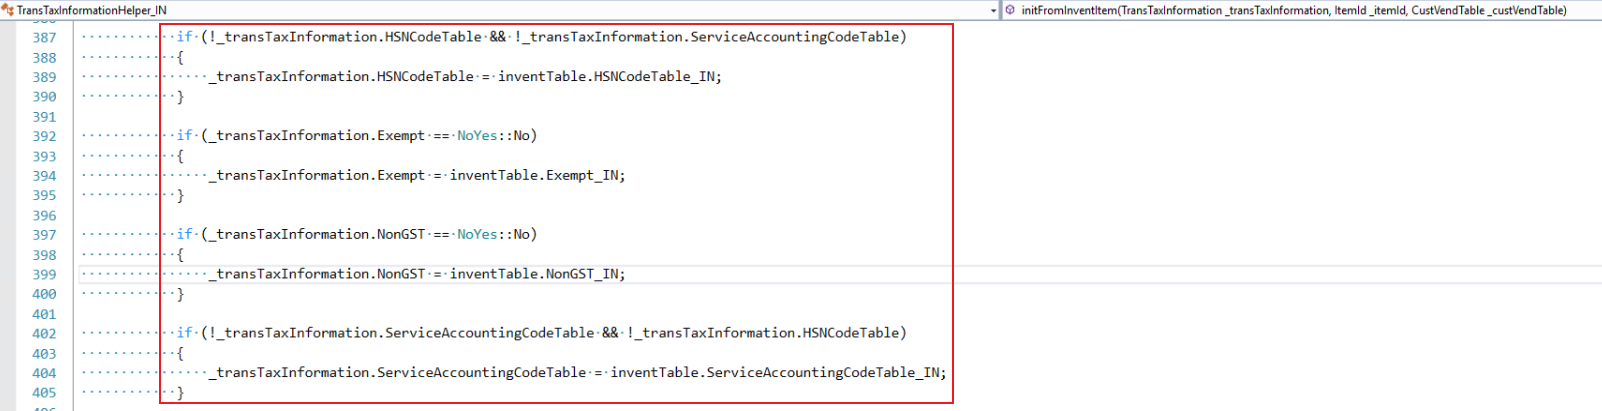 TransTaxInformationHelper_IN
initFromInventItem(TransTaxInformation _transTaxInformation, ItemId _itemId, CustVendTable _custVendTable)
387 if (!_transTaxInformation.HSNCodeTable && !_transTaxInformation.ServiceAccountingCodeTable)
388 {
389 _transTaxInformation.HSNCodeTable = inventTable.HSNCodeTable_IN;
390 }
391
392 if (_transTaxInformation.Exempt == NoYes::No)
393 {
394 _transTaxInformation.Exempt = inventTable.Exempt_IN;
395 }
396
397 if (_transTaxInformation.NonGST == NoYes::No)
398 {
399 _transTaxInformation.NonGST = inventTable.NonGST_IN;
400 }
401
402 if (!_transTaxInformation.ServiceAccountingCodeTable && !_transTaxInformation.HSNCodeTable)
403 {
404 _transTaxInformation.ServiceAccountingCodeTable = inventTable.ServiceAccountingCodeTable_IN;
405 }